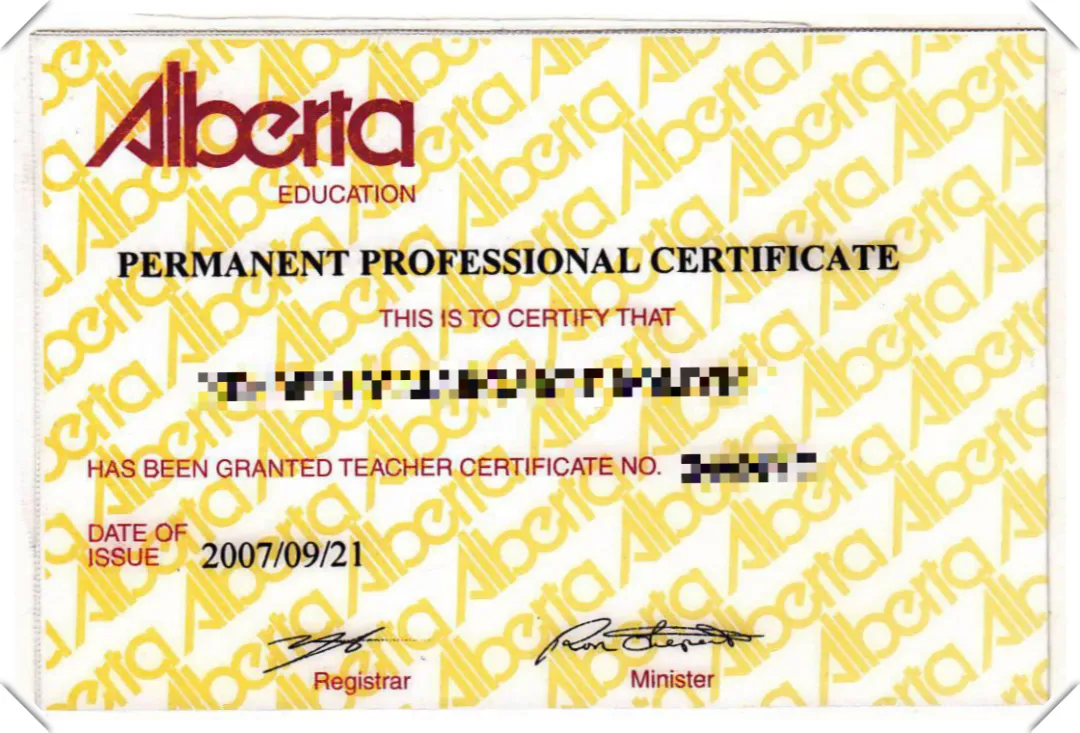 Alberta
EDUCATION
PERMANENT PROFESSIONAL CERTIFICATE
THIS IS TO CERTIFY THAT
HAS BEEN GRANTED TEACHER CERTIFICATE NO.
DATE OF
ISSUE 2007/09/21
Registrar Minister